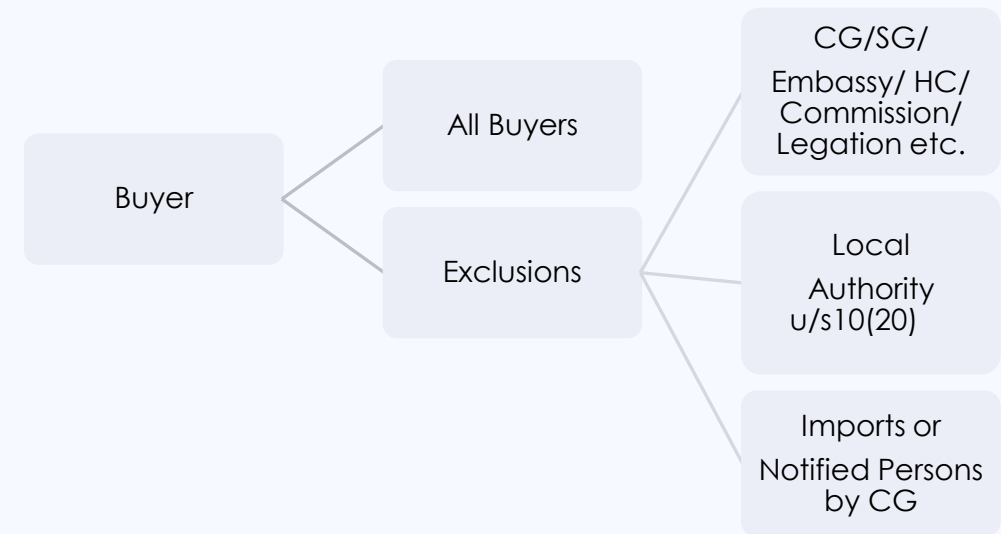 Buyer
All Buyers
Exclusions
CG/SG/
Embassy/ HC/
Commission/
Legation etc.
Local
Authority
u/s10(20)
Imports or
Notified Persons
by CG